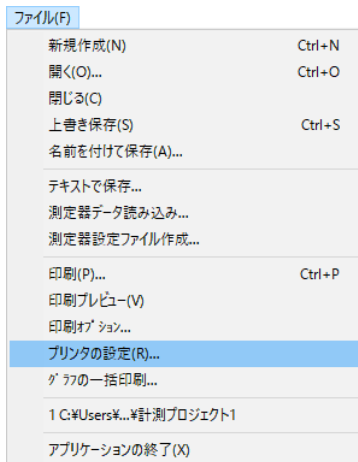 ファイル(F)
新規作成(N) Ctrl+N
開く(O)... Ctrl+O
閉じる(C)
上書き保存(S) Ctrl+S
名前を付けて保存(A)...
テキストで保存...
測定器データ読み込み...
測定器設定ファイル作成...
印刷(P)... Ctrl+P
印刷プレビュー(V)
印刷ｵﾌﾟｼｮﾝ...
プリンタの設定(R)...
ｸﾞﾗﾌの一括印刷...
1 C:¥Users¥...¥計測プロジェクト1
アプリケーションの終了(X)